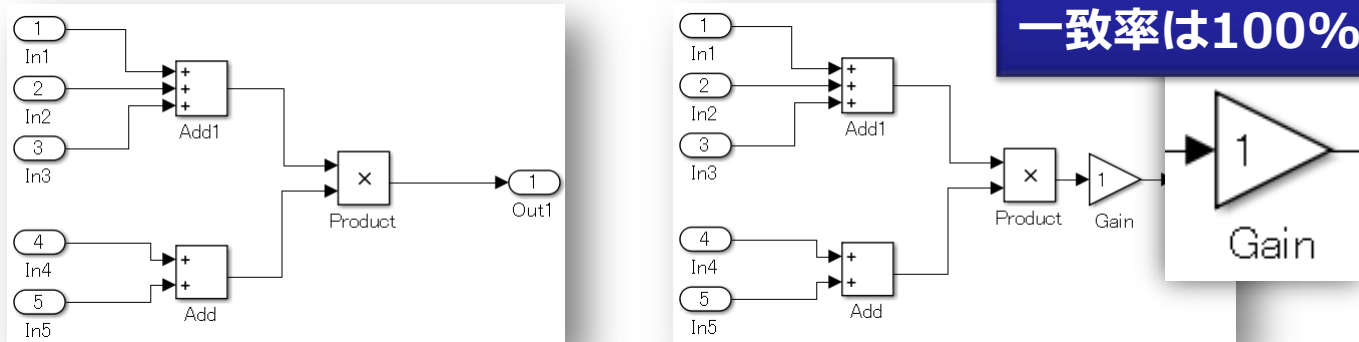 1
In1
2
In2
3
In3
+
+
+
Add1
4
In4
5
In5
+
+
Add
×
Product
1
Out1
1
In1
2
In2
3
In3
+
+
+
Add1
4
In4
5
In5
+
+
Add
×
Product
1
Gain
一致率は100%
1
Gain